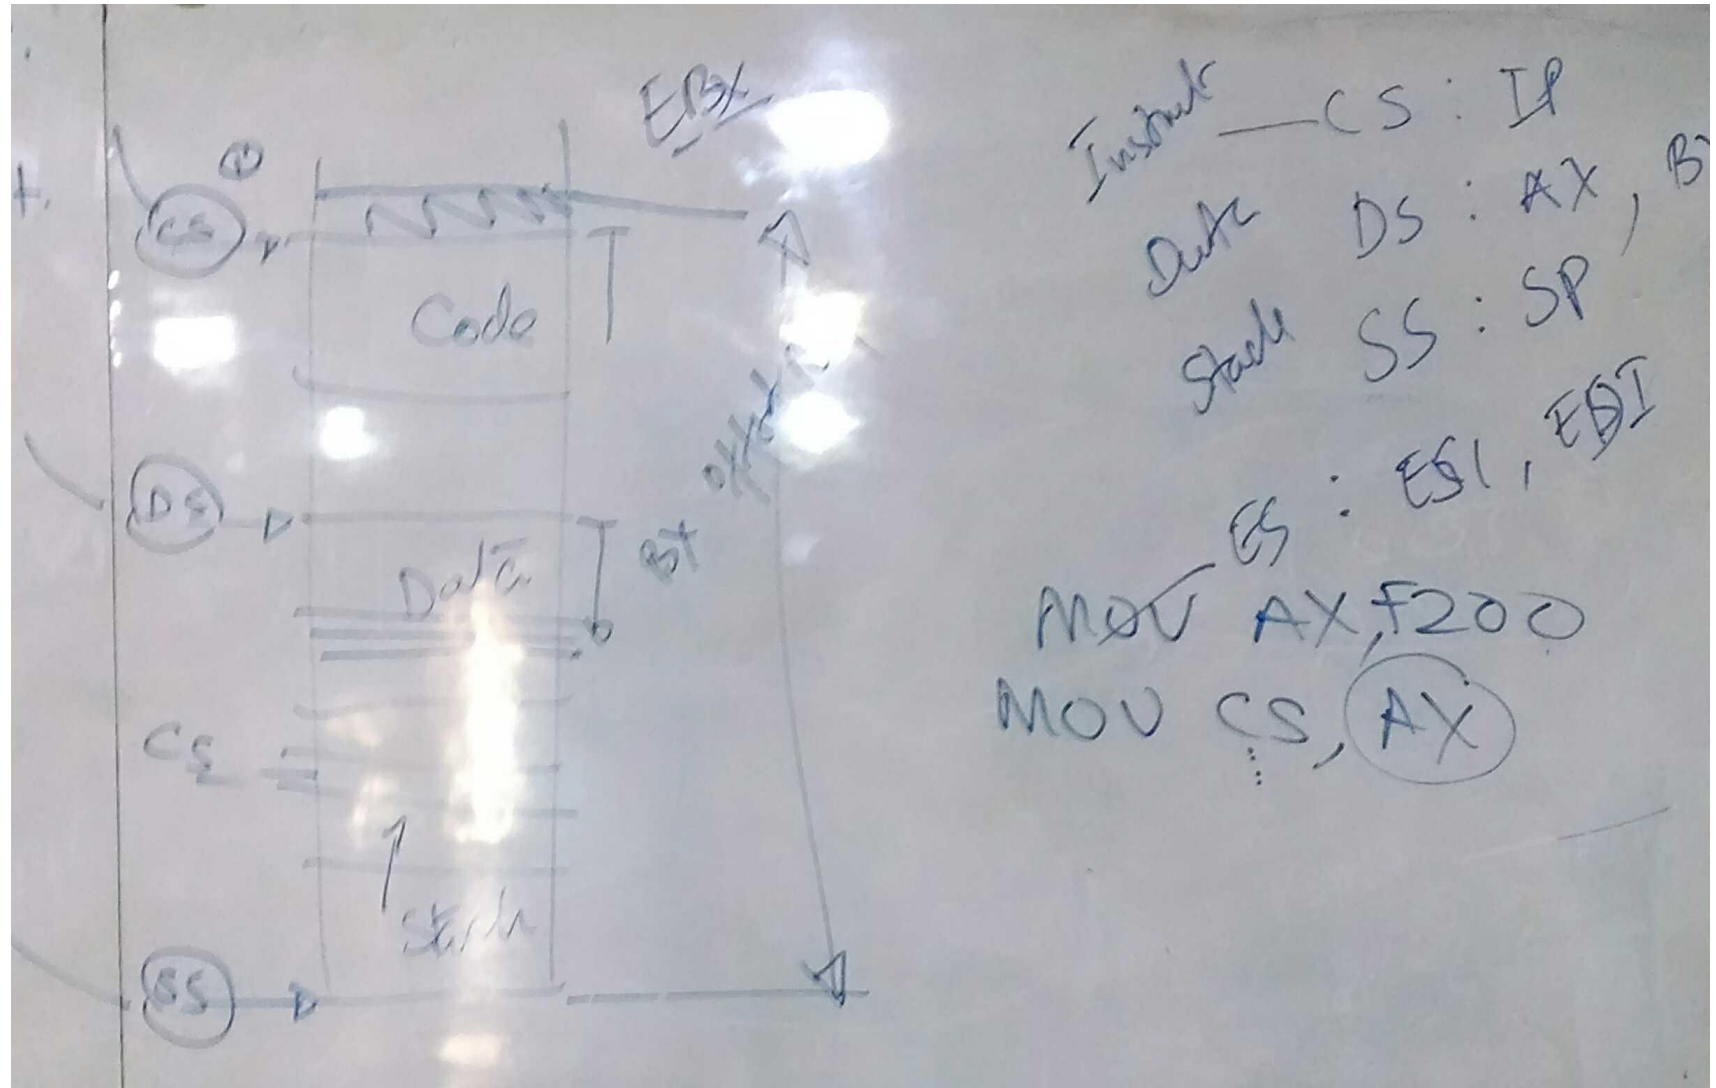 EBX
CS
Code
DS
Data
BX offset
CS
Stack
SS
Instruct — CS : IP
Data DS : AX, B
Stack SS : SP
ES : ESI, EDI
MOV AX, F200
MOV CS, AX